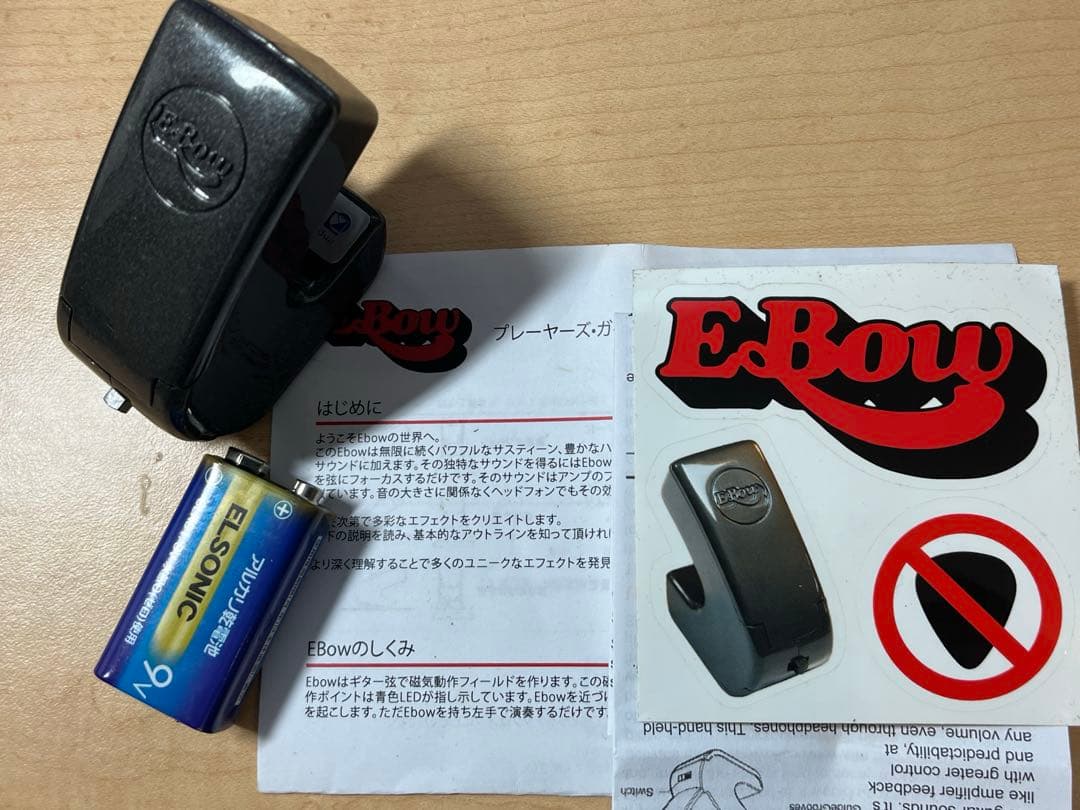 E-Bow
E-Bow
プレーヤーズ・ガ
はじめに
ようこそEbowの世界へ。
このEbowは無限に続くパワフルなサスティーン、豊かなハ
サウンドに加えます。その独特なサウンドを得るにはEbow
を弦にフォーカスするだけです。そのサウンドはアンプのフ
ています。音の大きさに関係なくヘッドフォンでもその効
次第で多彩なエフェクトをクリエイトします。
下の説明を読み、基本的なアウトラインを知って頂けれ
より深く理解することで多くのユニークなエフェクトを発見
EBowのしくみ
Ebowはギター弦で磁気動作フィールドを作ります。この磁
作ポイントは青色LEDが指し示しています。Ebowを近づけ
を起こします。ただEbowを持ち左手で演奏するだけです
E-Bow
E-Bow
ELSONIC
アルカリ乾電池
使用
9V
like amplifier feedback
with greater control
and predictability, at
any volume, even through headphones. This hand-held
Switch
GuideGrooves